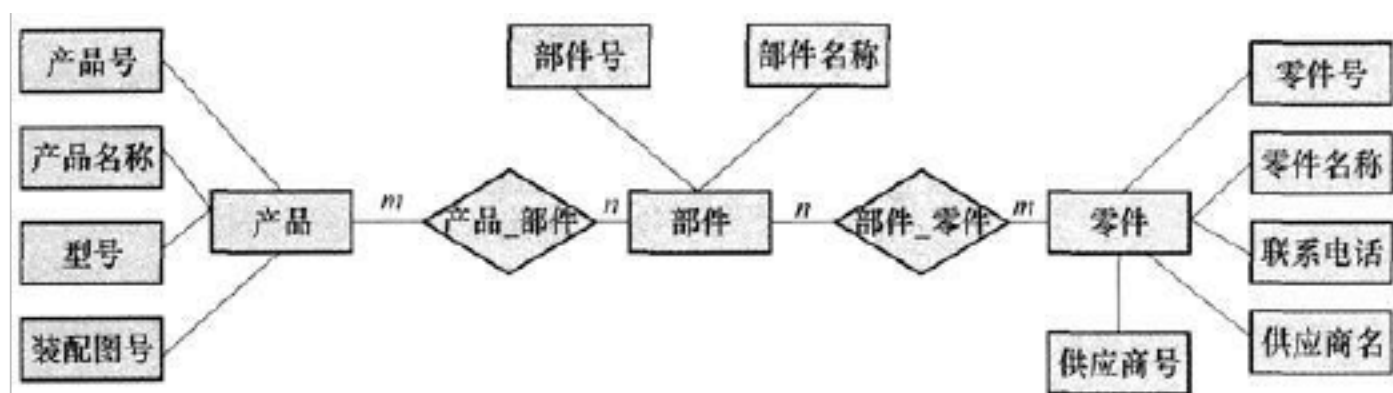 产品号
产品名称
型号
装配图号
产品
m
产品_部件
n
部件号
部件名称
部件
n
部件_零件
m
零件
零件号
零件名称
联系电话
供应商名
供应商号